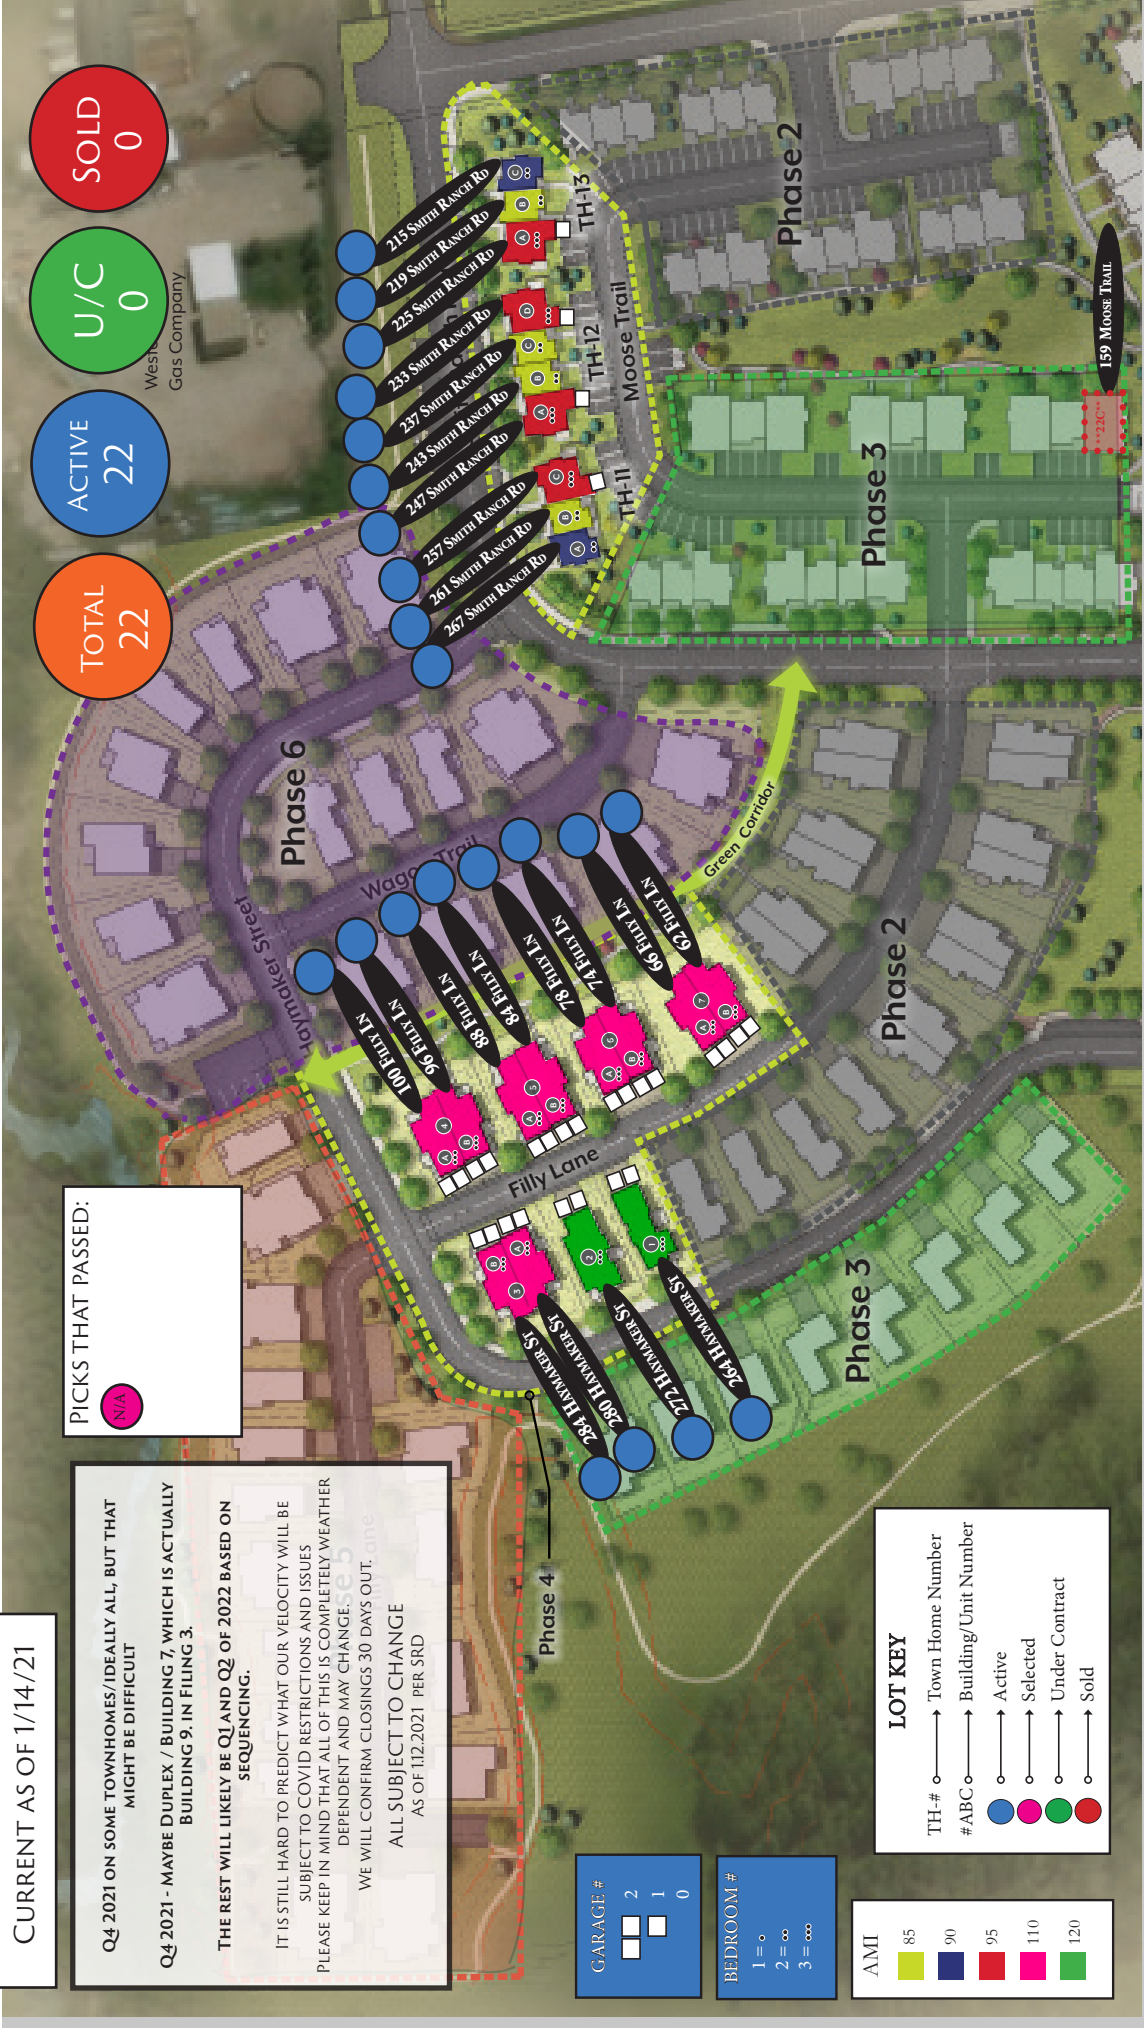 CURRENT AS OF 1/14/21
Q4 2021 ON SOME TOWNHOMES/IDEALLY ALL, BUT THAT
MIGHT BE DIFFICULT
Q4 2021 - MAYBE DUPLEX / BUILDING 7, WHICH IS ACTUALLY
BUILDING 9. IN FILING 3.
THE REST WILL LIKELY BE Q1 AND Q2 OF 2022 BASED ON
SEQUENCING.
IT IS STILL HARD TO PREDICT WHAT OUR VELOCITY WILL BE
SUBJECT TO COVID RESTRICTIONS AND ISSUES
PLEASE KEEP IN MIND THAT ALL OF THIS IS COMPLETELY WEATHER
DEPENDENT AND MAY CHANGE.
WE WILL CONFIRM CLOSINGS 30 DAYS OUT.
ALL SUBJECT TO CHANGE
AS OF 1.12.2021 PER SRD
PICKS THAT PASSED:
N/A
TOTAL
22
ACTIVE
22
U/C
0
SOLD
0
Gas Company
Phase 6
Haymaker Street
Wagon Trail
Green Corridor
215 SMITH RANCH RD
219 SMITH RANCH RD
225 SMITH RANCH RD
233 SMITH RANCH RD
237 SMITH RANCH RD
243 SMITH RANCH RD
247 SMITH RANCH RD
257 SMITH RANCH RD
261 SMITH RANCH RD
267 SMITH RANCH RD
C
B
A
TH-13
D
C
B
A
TH-12
C
B
A
TH-11
Moose Trail
Phase 2
Phase 3
159 MOOSE TRAIL
**22C**
100 FILLY LN
96 FILLY LN
88 FILLY LN
84 FILLY LN
78 FILLY LN
74 FILLY LN
66 FILLY LN
62 FILLY LN
4
A
B
5
A
B
6
A
B
7
A
B
Filly Lane
3
B
A
2
1
284 HAYMAKER ST
280 HAYMAKER ST
272 HAYMAKER ST
264 HAYMAKER ST
Phase 2
Phase 3
Phase 4
GARAGE #
2
1
0
BEDROOM #
1 =
2 =
3 =
AMI
85
90
95
110
120
LOT KEY
TH-# Town Home Number
#ABC Building/Unit Number
Active
Selected
Under Contract
Sold